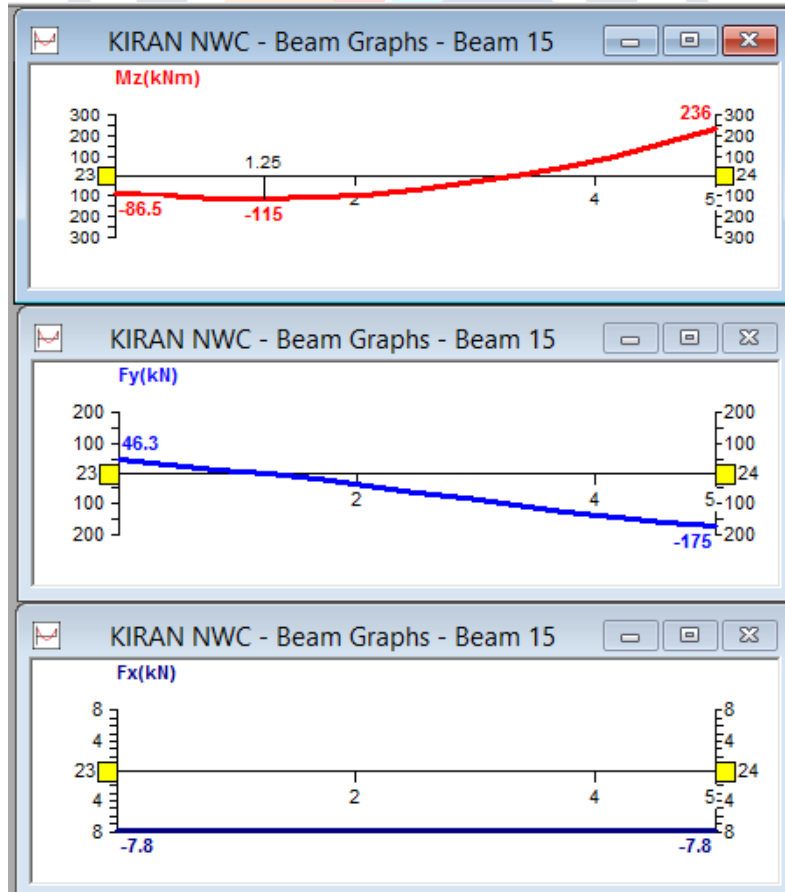 KIRAN NWC - Beam Graphs - Beam 15
Mz(kNm)
300 236 300
200 200
100 1.25 100
23 24
100 -86.5 2 4 5 100
200 -115 200
300 300
KIRAN NWC - Beam Graphs - Beam 15
Fy(kN)
200 200
100 46.3 100
23 24
100 2 4 5 100
200 -175 200
KIRAN NWC - Beam Graphs - Beam 15
Fx(kN)
8 8
4 4
23 24
4 2 4 5 4
8 8
-7.8 -7.8